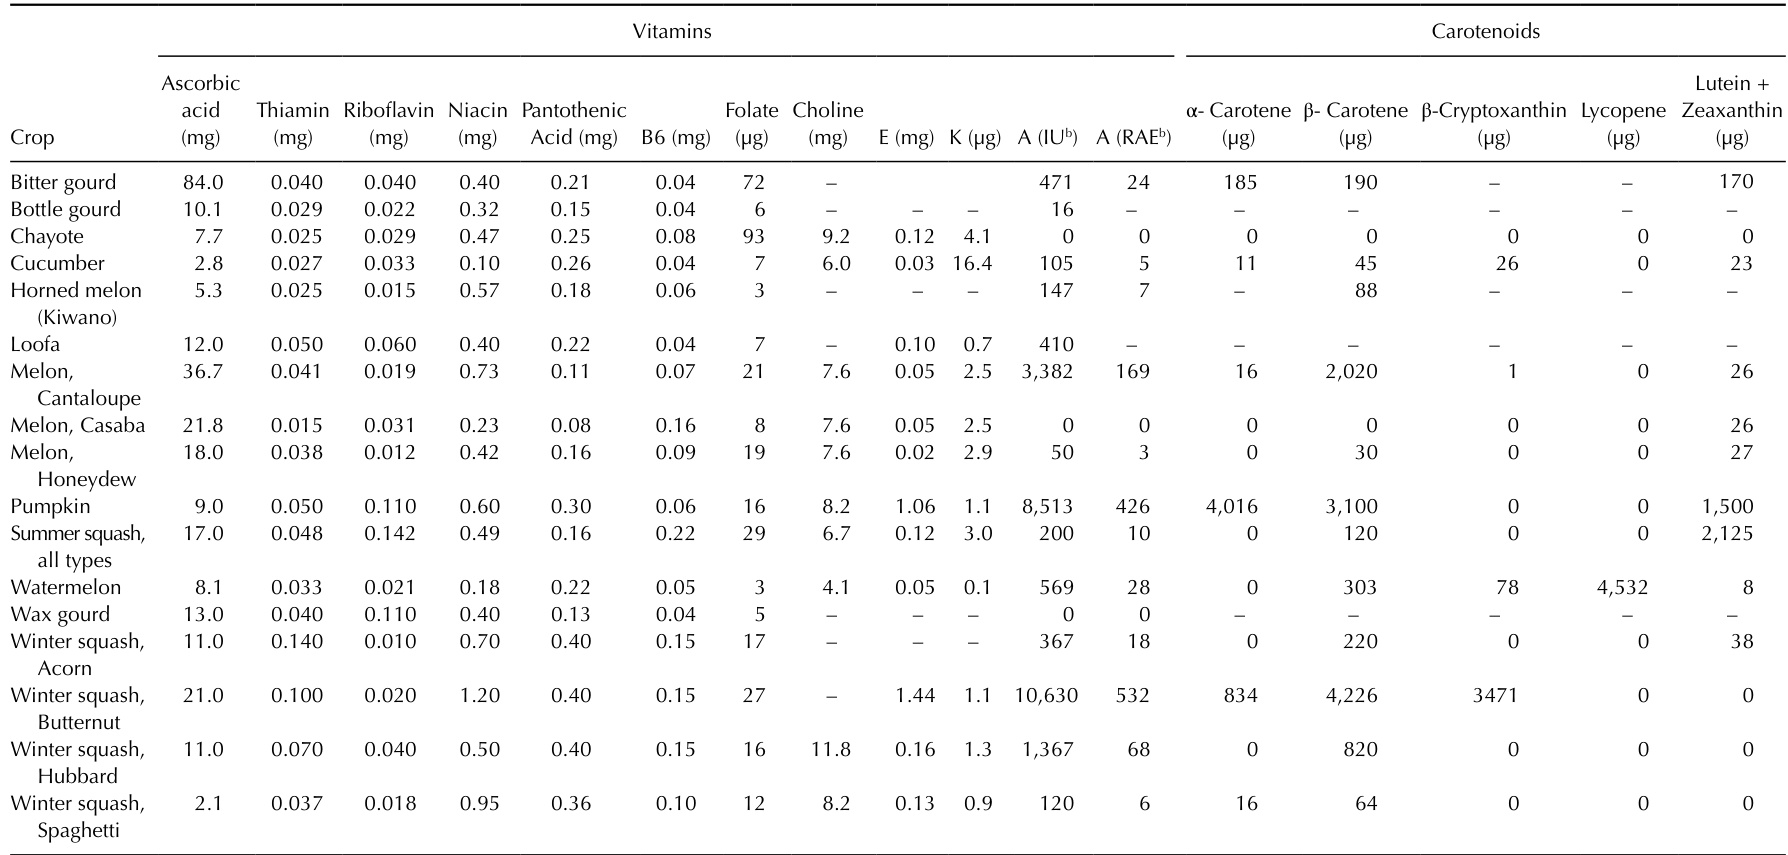 Vitamins Carotenoids
Ascorbic Lutein +
acid Thiamin Riboflavin Niacin Pantothenic Folate Choline α- Carotene β- Carotene β-Cryptoxanthin Lycopene Zeaxanthin
Crop (mg) (mg) (mg) (mg) Acid (mg) B6 (mg) (μg) (mg) E (mg) K (μg) A (IUᵇ) A (RAEᵇ) (μg) (μg) (μg) (μg) (μg)
Bitter gourd 84.0 0.040 0.040 0.40 0.21 0.04 72 – 471 24 185 190 – – 170
Bottle gourd 10.1 0.029 0.022 0.32 0.15 0.04 6 – – – 16 – – – – – –
Chayote 7.7 0.025 0.029 0.47 0.25 0.08 93 9.2 0.12 4.1 0 0 0 0 0 0 0
Cucumber 2.8 0.027 0.033 0.10 0.26 0.04 7 6.0 0.03 16.4 105 5 11 45 26 0 23
Horned melon 5.3 0.025 0.015 0.57 0.18 0.06 3 – – – 147 7 – 88 – – –
(Kiwano)
Loofa 12.0 0.050 0.060 0.40 0.22 0.04 7 – 0.10 0.7 410 – – – – – –
Melon, 36.7 0.041 0.019 0.73 0.11 0.07 21 7.6 0.05 2.5 3,382 169 16 2,020 1 0 26
Cantaloupe
Melon, Casaba 21.8 0.015 0.031 0.23 0.08 0.16 8 7.6 0.05 2.5 0 0 0 0 0 0 26
Melon, 18.0 0.038 0.012 0.42 0.16 0.09 19 7.6 0.02 2.9 50 3 0 30 0 0 27
Honeydew
Pumpkin 9.0 0.050 0.110 0.60 0.30 0.06 16 8.2 1.06 1.1 8,513 426 4,016 3,100 0 0 1,500
Summer squash, 17.0 0.048 0.142 0.49 0.16 0.22 29 6.7 0.12 3.0 200 10 0 120 0 0 2,125
all types
Watermelon 8.1 0.033 0.021 0.18 0.22 0.05 3 4.1 0.05 0.1 569 28 0 303 78 4,532 8
Wax gourd 13.0 0.040 0.110 0.40 0.13 0.04 5 – – – 0 0 – – – – –
Winter squash, 11.0 0.140 0.010 0.70 0.40 0.15 17 – – – 367 18 0 220 0 0 38
Acorn
Winter squash, 21.0 0.100 0.020 1.20 0.40 0.15 27 – 1.44 1.1 10,630 532 834 4,226 3471 0 0
Butternut
Winter squash, 11.0 0.070 0.040 0.50 0.40 0.15 16 11.8 0.16 1.3 1,367 68 0 820 0 0 0
Hubbard
Winter squash, 2.1 0.037 0.018 0.95 0.36 0.10 12 8.2 0.13 0.9 120 6 16 64 0 0 0
Spaghetti